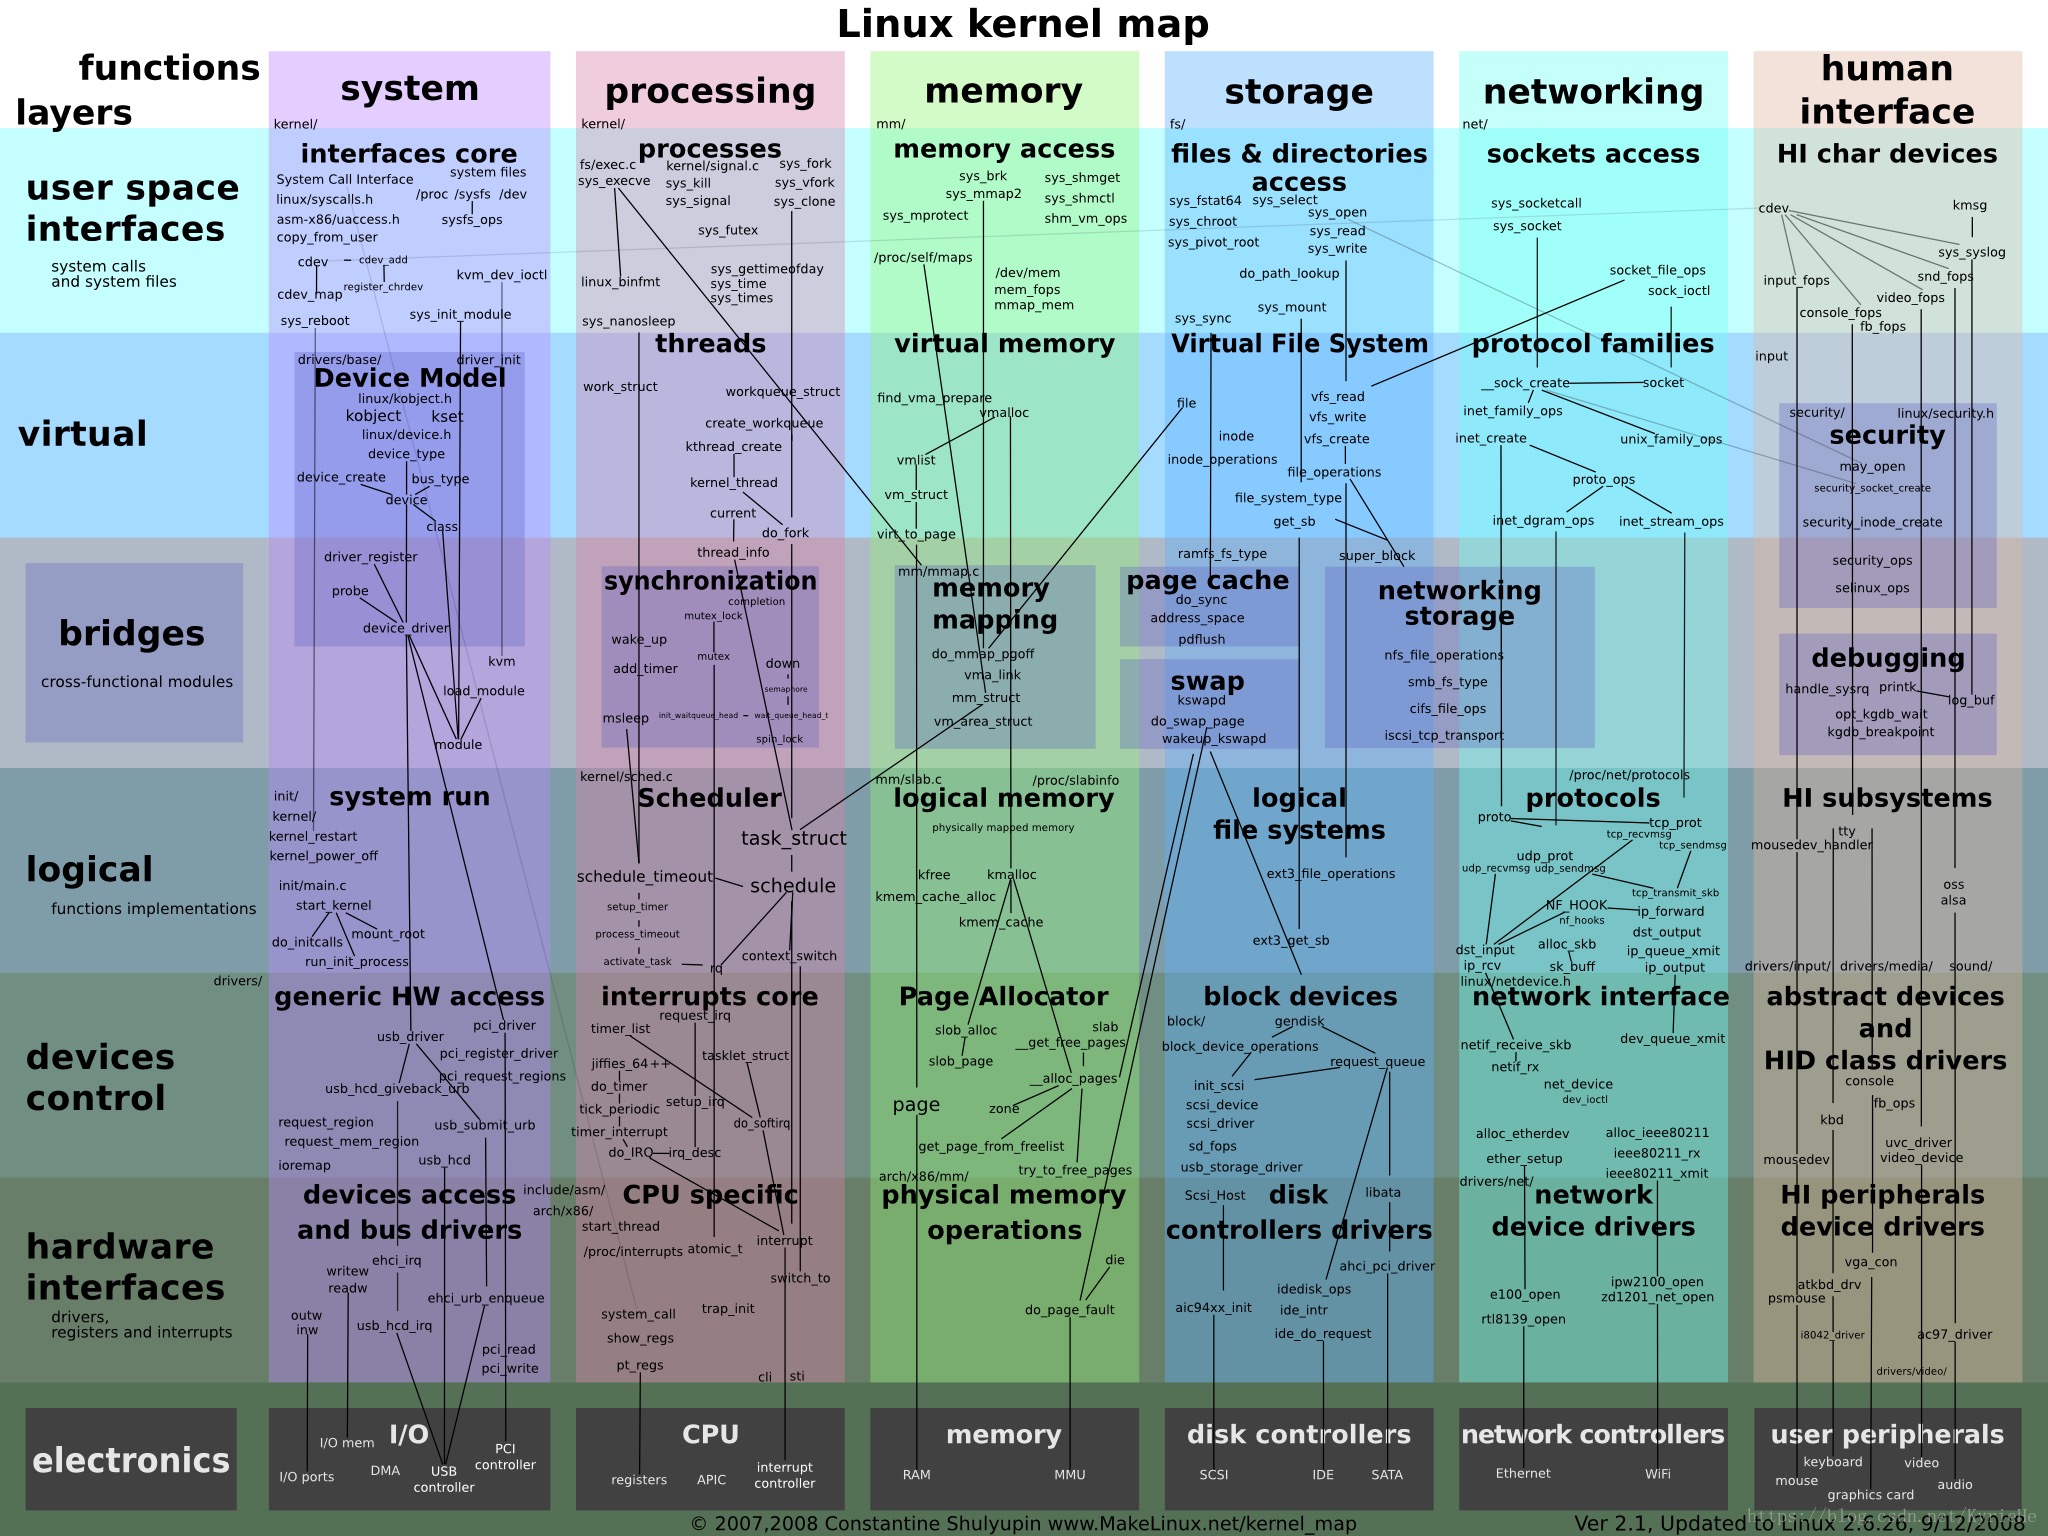 Linux kernel map
functions
layers
system
processing
memory
storage
networking
human
interface
kernel/
kernel/
mm/
fs/
net/
user space
interfaces
system calls
and system files
interfaces core
System Call Interface
linux/syscalls.h
asm-x86/uaccess.h
copy_from_user
system files
/proc /sysfs /dev
sysfs_ops
cdev
cdev_add
cdev_map
register_chrdev
kvm_dev_ioctl
sys_reboot
sys_init_module
processes
fs/exec.c
sys_execve
kernel/signal.c
sys_kill
sys_signal
sys_fork
sys_vfork
sys_clone
sys_futex
linux_binfmt
sys_gettimeofday
sys_time
sys_times
sys_nanosleep
memory access
sys_brk
sys_mmap2
sys_mprotect
sys_shmget
sys_shmctl
shm_vm_ops
/proc/self/maps
/dev/mem
mem_fops
mmap_mem
files & directories
access
sys_fstat64 sys_select
sys_chroot
sys_pivot_root
sys_open
sys_read
sys_write
do_path_lookup
sys_mount
sys_sync
sockets access
sys_socketcall
sys_socket
socket_file_ops
sock_ioctl
HI char devices
cdev
kmsg
sys_syslog
input_fops
snd_fops
video_fops
console_fops
fb_fops
virtual
drivers/base/
driver_init
Device Model
linux/kobject.h
kobject kset
linux/device.h
device_type
device_create
bus_type
device
class
threads
work_struct
workqueue_struct
create_workqueue
kthread_create
kernel_thread
current
do_fork
virtual memory
find_vma_prepare
vmalloc
vmlist
vm_struct
virt_to_page
Virtual File System
file
vfs_read
vfs_write
inode
vfs_create
inode_operations
file_operations
file_system_type
get_sb
protocol families
__sock_create
socket
inet_family_ops
inet_create
unix_family_ops
proto_ops
inet_dgram_ops
inet_stream_ops
input
security/
linux/security.h
security
may_open
security_socket_create
security_inode_create
security_ops
selinux_ops
bridges
cross-functional modules
driver_register
probe
device_driver
kvm
load_module
module
thread_info
synchronization
completion
mutex_lock
wake_up
mutex
add_timer
down
semaphore
msleep
init_waitqueue_head
wait_queue_head_t
spin_lock
mm/mmap.c
memory
mapping
do_mmap_pgoff
vma_link
mm_struct
vm_area_struct
ramfs_fs_type
super_block
page cache
do_sync
address_space
pdflush
swap
kswapd
do_swap_page
wakeup_kswapd
networking
storage
nfs_file_operations
smb_fs_type
cifs_file_ops
iscsi_tcp_transport
debugging
handle_sysrq printk
log_buf
opt_kgdb_wait
kgdb_breakpoint
logical
functions implementations
system run
init/
kernel/
kernel_restart
kernel_power_off
init/main.c
start_kernel
do_initcalls
mount_root
run_init_process
kernel/sched.c
Scheduler
task_struct
schedule_timeout
schedule
setup_timer
process_timeout
activate_task
rq
context_switch
mm/slab.c
/proc/slabinfo
logical memory
physically mapped memory
kfree
kmalloc
kmem_cache_alloc
kmem_cache
logical
file systems
ext3_file_operations
ext3_get_sb
/proc/net/protocols
protocols
proto
tcp_prot
tcp_recvmsg
tcp_sendmsg
udp_prot
udp_recvmsg
udp_sendmsg
tcp_transmit_skb
NF_HOOK
nf_hooks
ip_forward
dst_output
dst_input
alloc_skb
ip_queue_xmit
ip_rcv
sk_buff
ip_output
linux/netdevice.h
HI subsystems
tty
mousedev_handler
oss
alsa
drivers/input/
drivers/media/
sound/
drivers/
devices
control
generic HW access
usb_driver
pci_driver
pci_register_driver
pci_request_regions
usb_hcd_giveback_urb
request_region
usb_submit_urb
request_mem_region
ioremap
usb_hcd
interrupts core
request_irq
timer_list
jiffies_64++
tasklet_struct
do_timer
setup_irq
tick_periodic
do_softirq
timer_interrupt
do_IRQ
irq_desc
Page Allocator
slob_alloc
slab
__get_free_pages
slob_page
__alloc_pages
page
zone
get_page_from_freelist
try_to_free_pages
arch/x86/mm/
block devices
block/
gendisk
block_device_operations
request_queue
init_scsi
scsi_device
scsi_driver
sd_fops
usb_storage_driver
network interface
dev_queue_xmit
netif_receive_skb
netif_rx
net_device
dev_ioctl
alloc_etherdev
alloc_ieee80211
ether_setup
ieee80211_rx
ieee80211_xmit
drivers/net/
abstract devices
and
HID class drivers
console
fb_ops
kbd
uvc_driver
video_device
mousedev
hardware
interfaces
drivers,
registers and interrupts
devices access
and bus drivers
include/asm/
arch/x86/
ehci_irq
writew
readw
ehci_urb_enqueue
outw
inw
usb_hcd_irq
pci_read
pci_write
CPU specific
start_thread
/proc/interrupts
atomic_t
interrupt
switch_to
system_call
trap_init
show_regs
pt_regs
cli
sti
physical memory
operations
die
do_page_fault
Scsi_Host
libata
disk
controllers drivers
ahci_pci_driver
idedisk_ops
aic94xx_init
ide_intr
ide_do_request
network
device drivers
ipw2100_open
e100_open
zd1201_net_open
rtl8139_open
HI peripherals
device drivers
vga_con
atkbd_drv
psmouse
i8042_driver
ac97_driver
drivers/video/
electronics
I/O
I/O mem
I/O ports
DMA
USB
controller
PCI
controller
CPU
registers
APIC
interrupt
controller
memory
RAM
MMU
disk controllers
SCSI
IDE
SATA
network controllers
Ethernet
WiFi
user peripherals
keyboard
video
mouse
audio
graphics card
© 2007,2008 Constantine Shulyupin www.MakeLinux.net/kernel_map
Ver 2.1, Updated to Linux 2.6.26, 9/12/2008